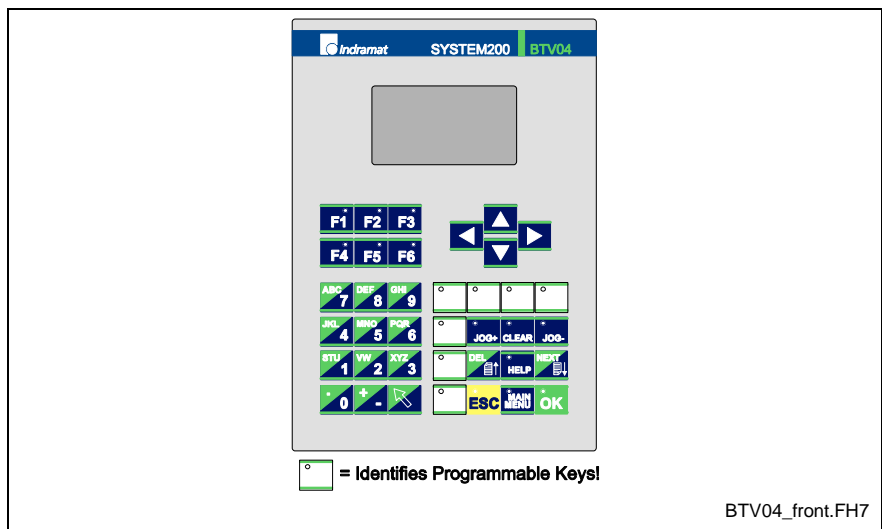 Indramat SYSTEM200 BTV04
F1 F2 F3
F4 F5 F6
ABC 7 DEF 8 GHI 9
JKL 4 MNO 5 PQR 6 JOG+ CLEAR JOG-
STU 1 VW 2 XYZ 3 DEL HELP NEXT
. 0 + - ESC MAIN MENU OK
= Identifies Programmable Keys!
BTV04_front.FH7